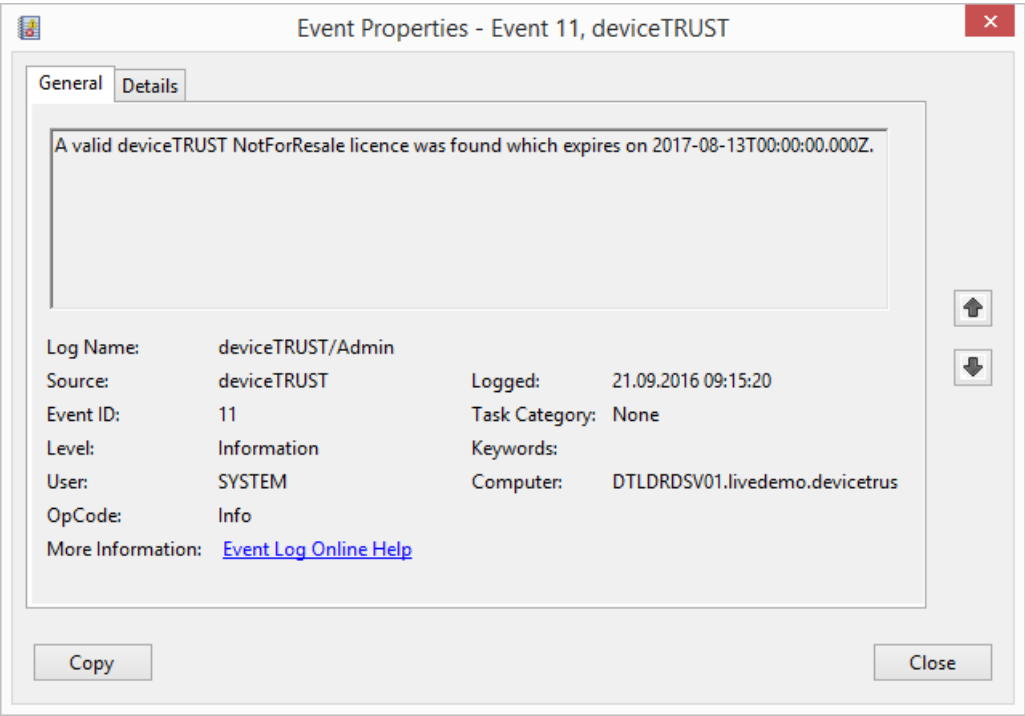 Event Properties - Event 11, deviceTRUST
General Details
A valid deviceTRUST NotForResale licence was found which expires on 2017-08-13T00:00:00.000Z.
Log Name: deviceTRUST/Admin
Source: deviceTRUST Logged: 21.09.2016 09:15:20
Event ID: 11 Task Category: None
Level: Information Keywords:
User: SYSTEM Computer: DTLDRDSV01.livedemo.devicetrus
OpCode: Info
More Information: Event Log Online Help
Copy Close